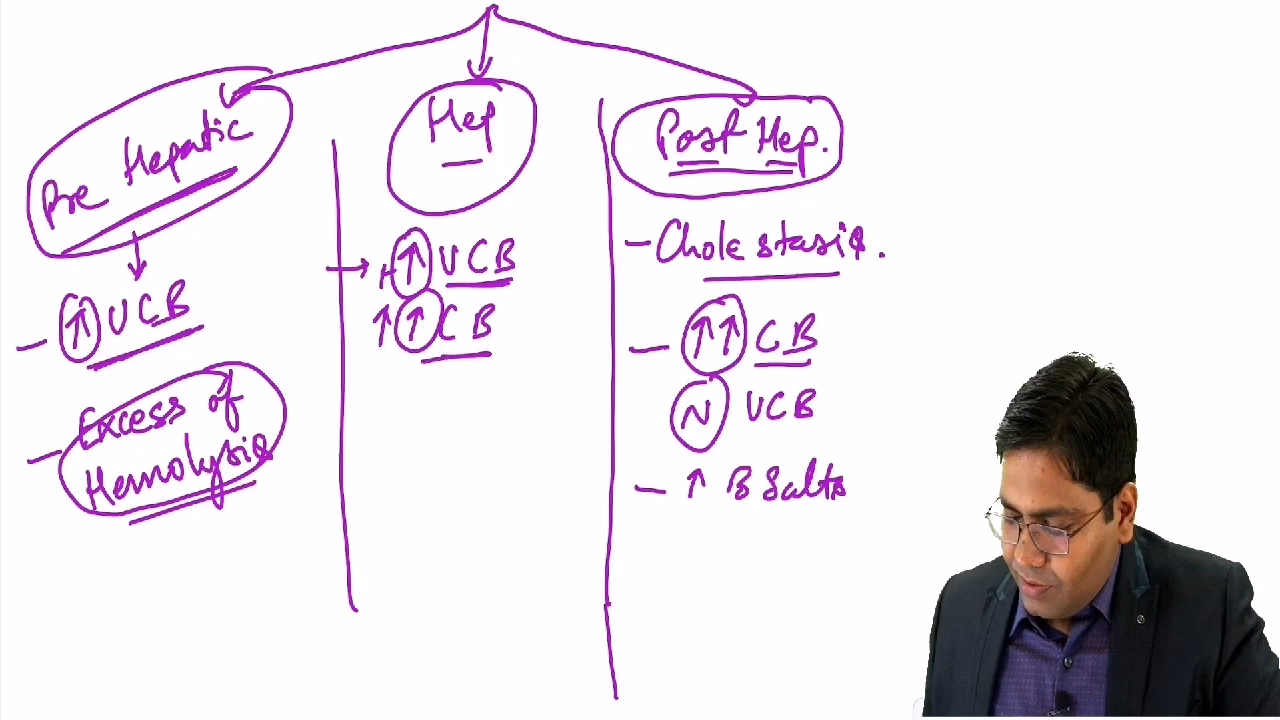 Pre Hepatic
↑ UCB
- Excess of
Hemolysis
Hep
→ ↑ UCB
↑ ↑ CB
Post Hep.
- Cholestasis.
- ↑↑ CB
N UCB
- ↑ B Salts